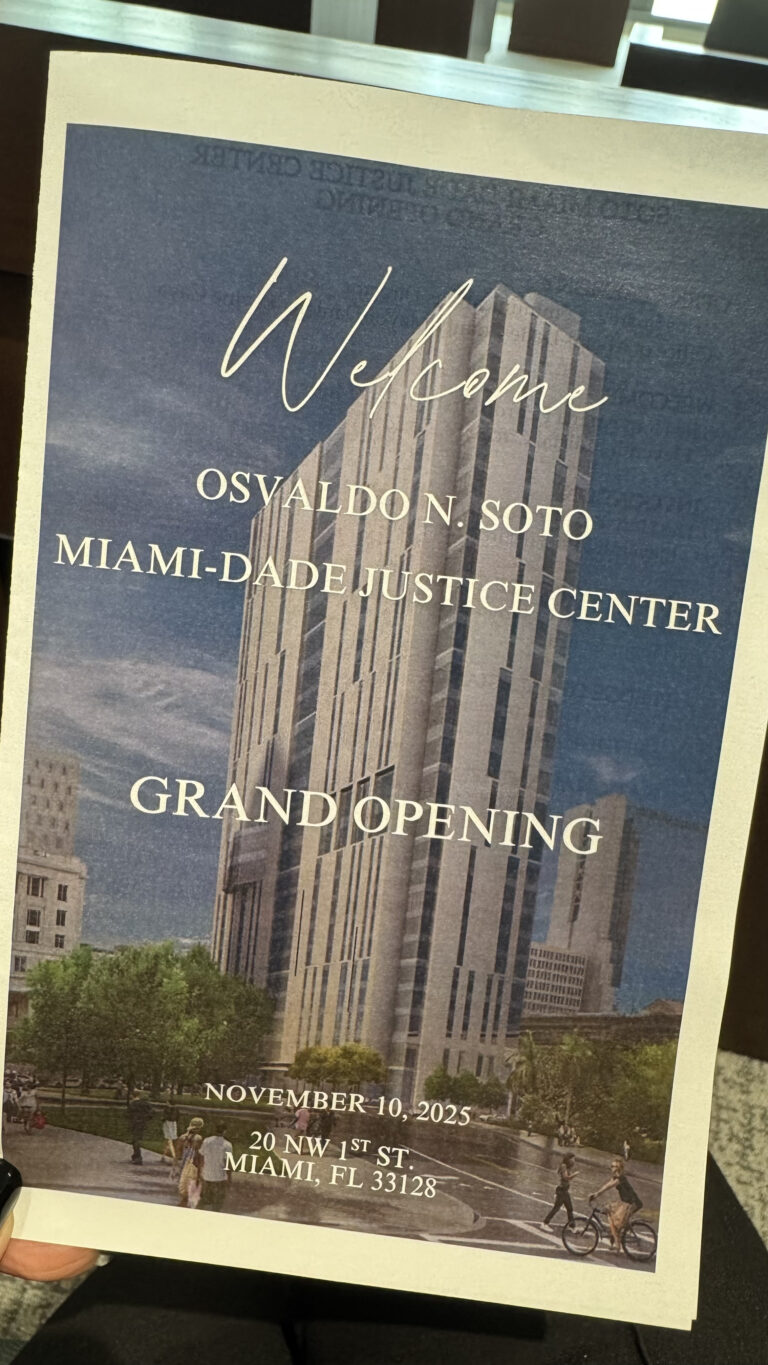 Welcome
OSVALDO N. SOTO
MIAMI-DADE JUSTICE CENTER
GRAND OPENING
NOVEMBER 10, 2025
20 NW 1ST ST.
MIAMI, FL 33128